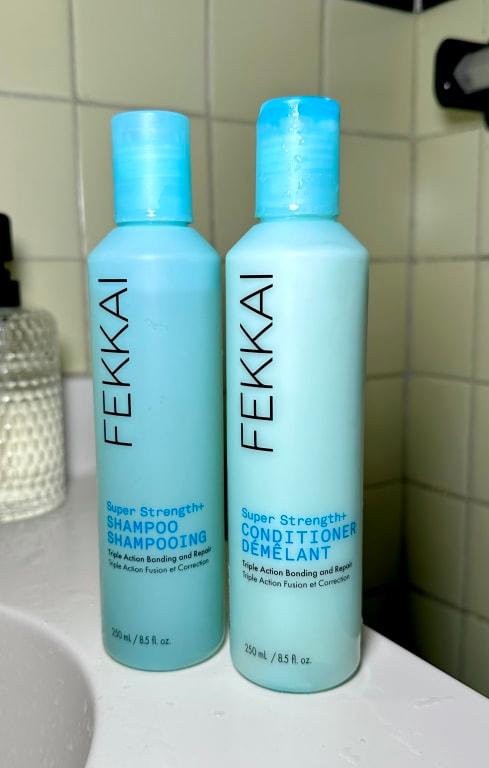 FEKKAI
Super Strength+
SHAMPOO
SHAMPOOING
Triple Action Bonding and Repair
Triple Action Fusion et Correction
250 mL / 8.5 fl. oz.
FEKKAI
Super Strength+
CONDITIONER
DÉMÊLANT
Triple Action Bonding and Repair
Triple Action Fusion et Correction
250 mL / 8.5 fl. oz.